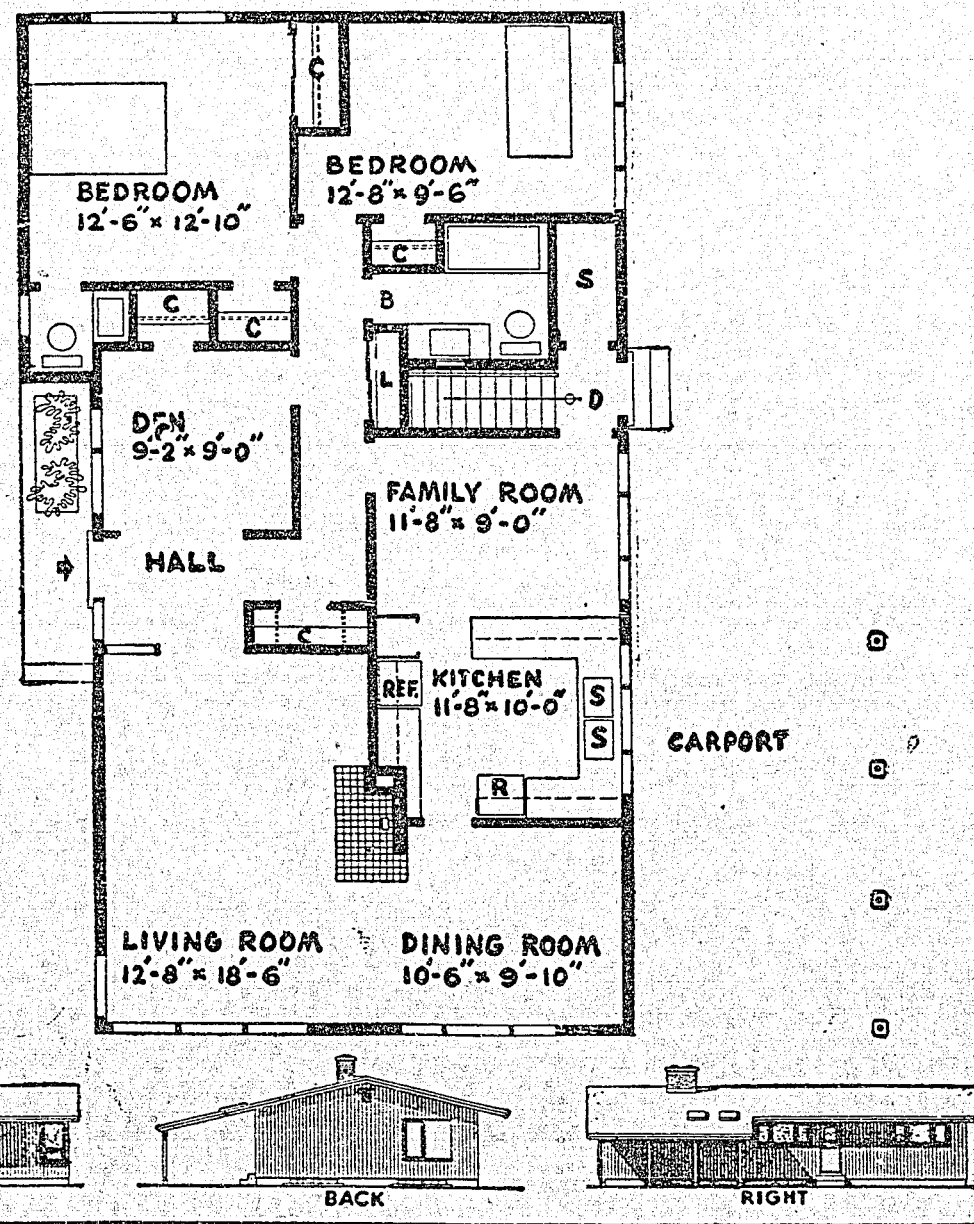 C
BEDROOM
12'-6" x 12'-10"
BEDROOM
12'-8" x 9'-6"
C
S
B
C
C
L
D
DEN
9'-2" x 9'-0"
C
FAMILY ROOM
11'-8" x 9'-0"
HALL
C
REF.
KITCHEN
11'-8" x 10'-0"
S
S
R
CARPORT
LIVING ROOM
12'-8" x 18'-6"
DINING ROOM
10'-6" x 9'-10"
BACK
RIGHT